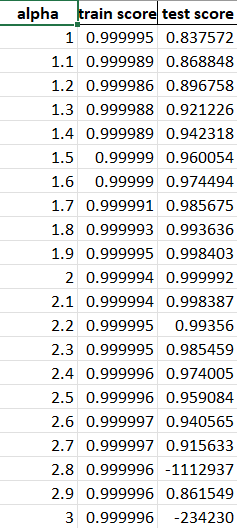 alpha train score test score
1 0.999995 0.837572
1.1 0.999989 0.868848
1.2 0.999986 0.896758
1.3 0.999988 0.921226
1.4 0.999989 0.942318
1.5 0.99999 0.960054
1.6 0.99999 0.974494
1.7 0.999991 0.985675
1.8 0.999993 0.993636
1.9 0.999995 0.998403
2 0.999994 0.999992
2.1 0.999994 0.998387
2.2 0.999995 0.99356
2.3 0.999995 0.985459
2.4 0.999996 0.974005
2.5 0.999996 0.959084
2.6 0.999997 0.940565
2.7 0.999997 0.915633
2.8 0.999996 -1112937
2.9 0.999996 0.861549
3 0.999996 -234230